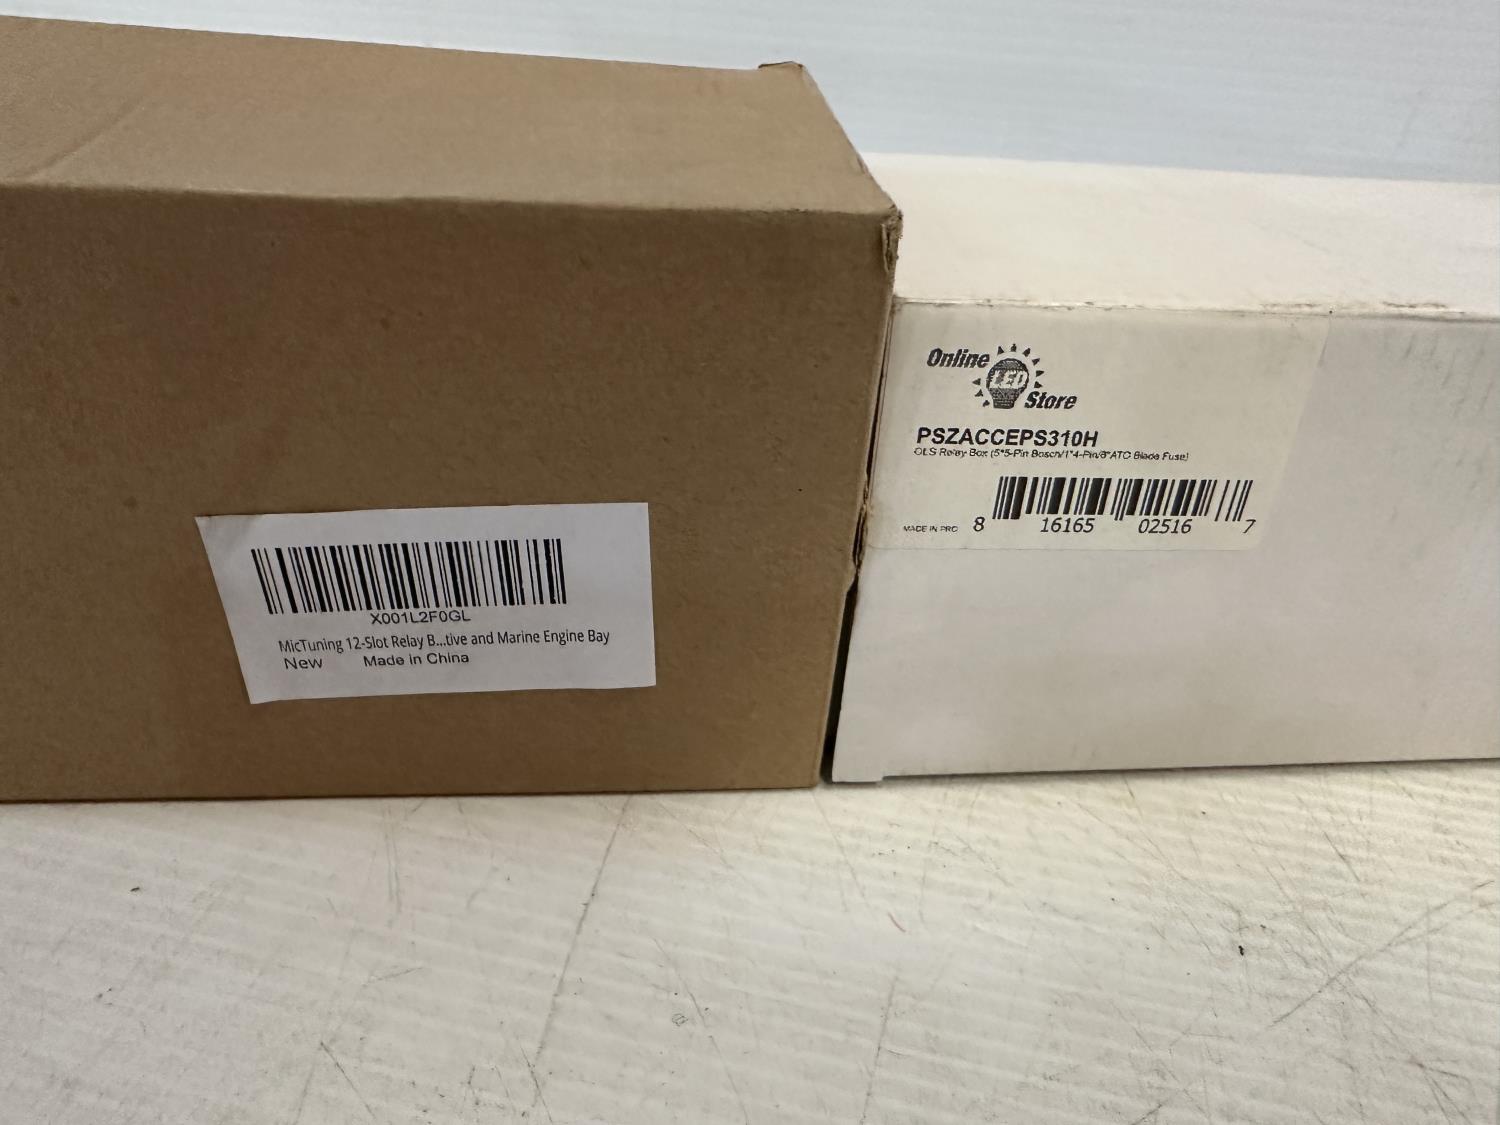 X001L2F0GL
MicTuning 12-Slot Relay B...tive and Marine Engine Bay
New Made in China
Online
LED
Store
PSZACCEPS310H
OLS Relay Box (5*5-Pin Bosch/1*4-Pin/8*ATC Blade Fuse)
MADE IN PRC 8 16165 02516 7